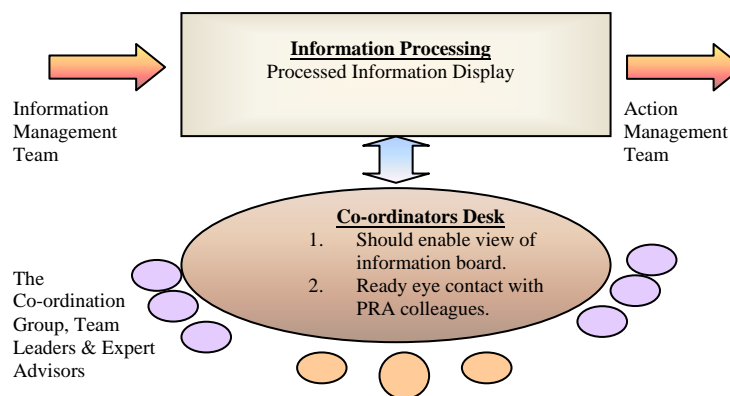 Information Processing
Processed Information Display
Information
Management
Team
Action
Management
Team
Co-ordinators Desk
1. Should enable view of
information board.
2. Ready eye contact with
PRA colleagues.
The
Co-ordination
Group, Team
Leaders & Expert
Advisors